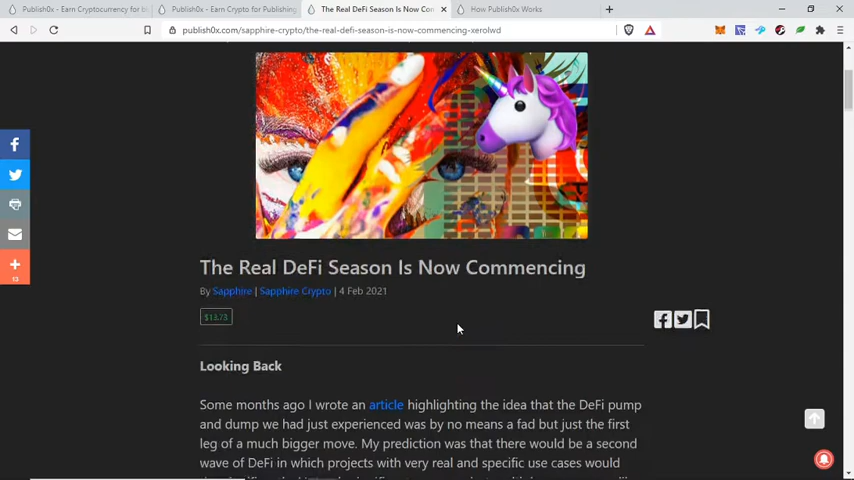 Publish0x - Earn Cryptocurrency for b
Publish0x - Earn Crypto for Publishing
The Real DeFi Season Is Now Con
How Publish0x Works
publish0x.com/sapphire-crypto/the-real-defi-season-is-now-commencing-xerolwd
13
The Real DeFi Season Is Now Commencing
By Sapphire | Sapphire Crypto | 4 Feb 2021
$13.73
Looking Back
Some months ago I wrote an article highlighting the idea that the DeFi pump
and dump we had just experienced was by no means a fad but just the first
leg of a much bigger move. My prediction was that there would be a second
wave of DeFi in which projects with very real and specific use cases would